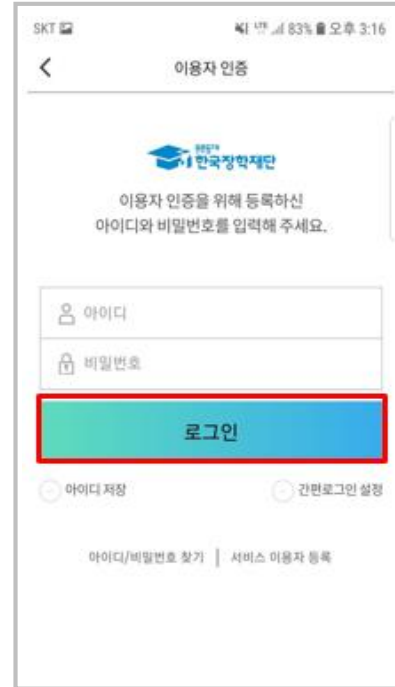 SKT LTE 83% 오후 3:16
이용자 인증
한국장학재단
이용자 인증을 위해 등록하신
아이디와 비밀번호를 입력해 주세요.
아이디
비밀번호
로그인
아이디 저장 간편로그인 설정
아이디/비밀번호 찾기 | 서비스 이용자 등록